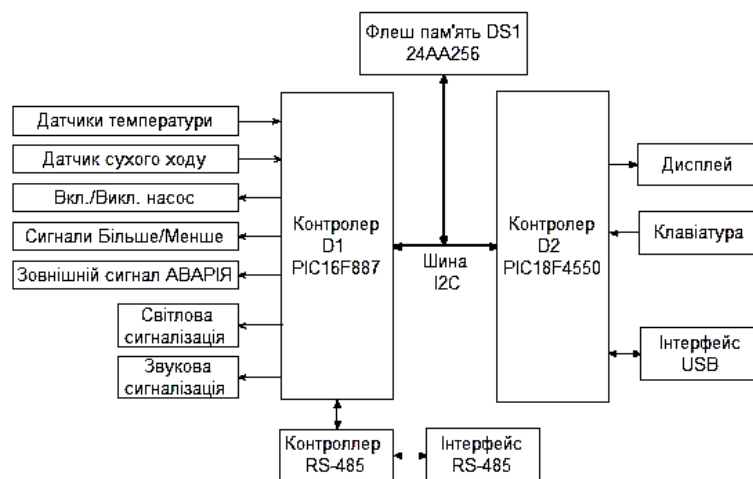 Флеш пам'ять DS1
24AA256
Датчики температури
Датчик сухого ходу
Вкл./Викл. насос
Сигнали Більше/Менше
Зовнішній сигнал АВАРІЯ
Світлова
сигналізація
Звукова
сигналізація
Контролер
D1
PIC16F887
Шина
I2C
Контролер
D2
PIC18F4550
Дисплей
Клавіатура
Інтерфейс
USB
Контроллер
RS-485
Інтерфейс
RS-485